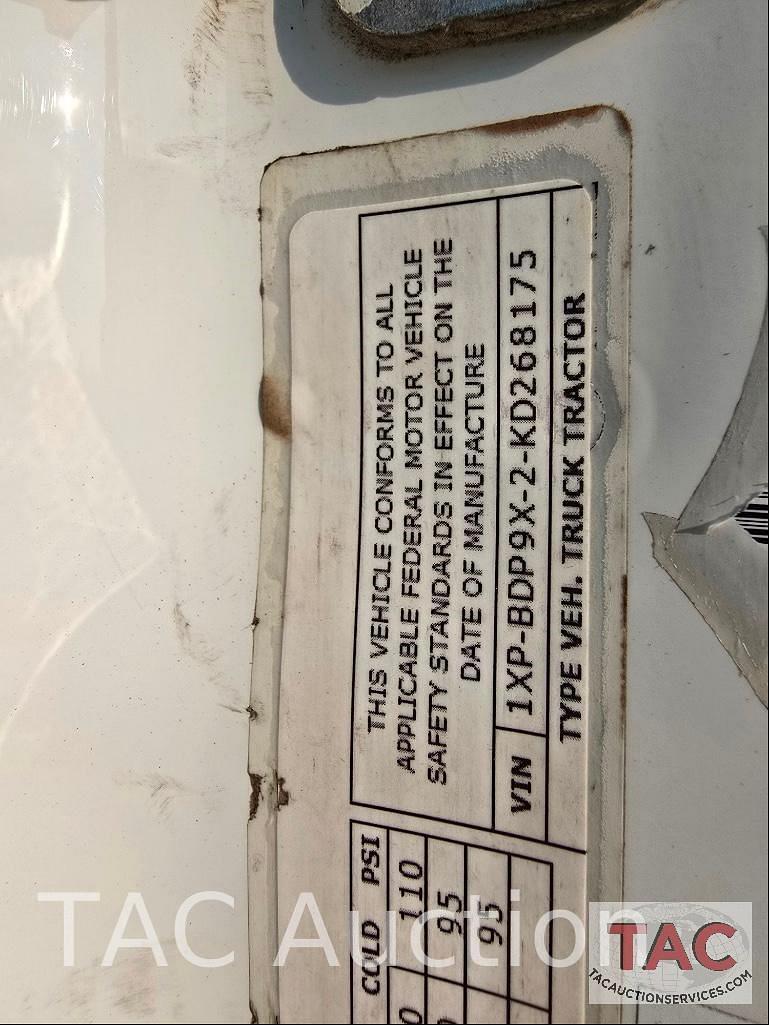 THIS VEHICLE CONFORMS TO ALL
APPLICABLE FEDERAL MOTOR VEHICLE
SAFETY STANDARDS IN EFFECT ON THE
DATE OF MANUFACTURE
VIN 1XP-BDP9X-2-KD268175
TYPE VEH. TRUCK TRACTOR
COLD PSI
110
95
95
TAC Auction
TAC
TACAUCTIONSERVICES.COM